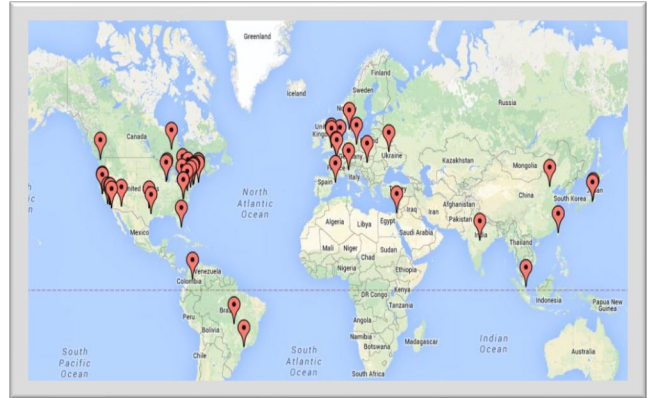 Greenland
Iceland
Finland
Sweden
Russia
Canada
Ukraine
Kazakhstan
Mongolia
Spain
Italy
North
Atlantic
Ocean
China
South Korea
Afghanistan
Pakistan
Iraq
Iran
Algeria
Libya
Egypt
Saudi Arabia
Mexico
Thailand
Mali
Niger
Chad
Sudan
Nigeria
Ethiopia
Venezuela
Colombia
Kenya
DR Congo
Tanzania
Indonesia
Papua New
Guinea
Peru
Angola
Bolivia
Namibia
Botswana
Madagascar
Indian
Ocean
Chile
South
Pacific
Ocean
South
Atlantic
Ocean
South Africa
Australia